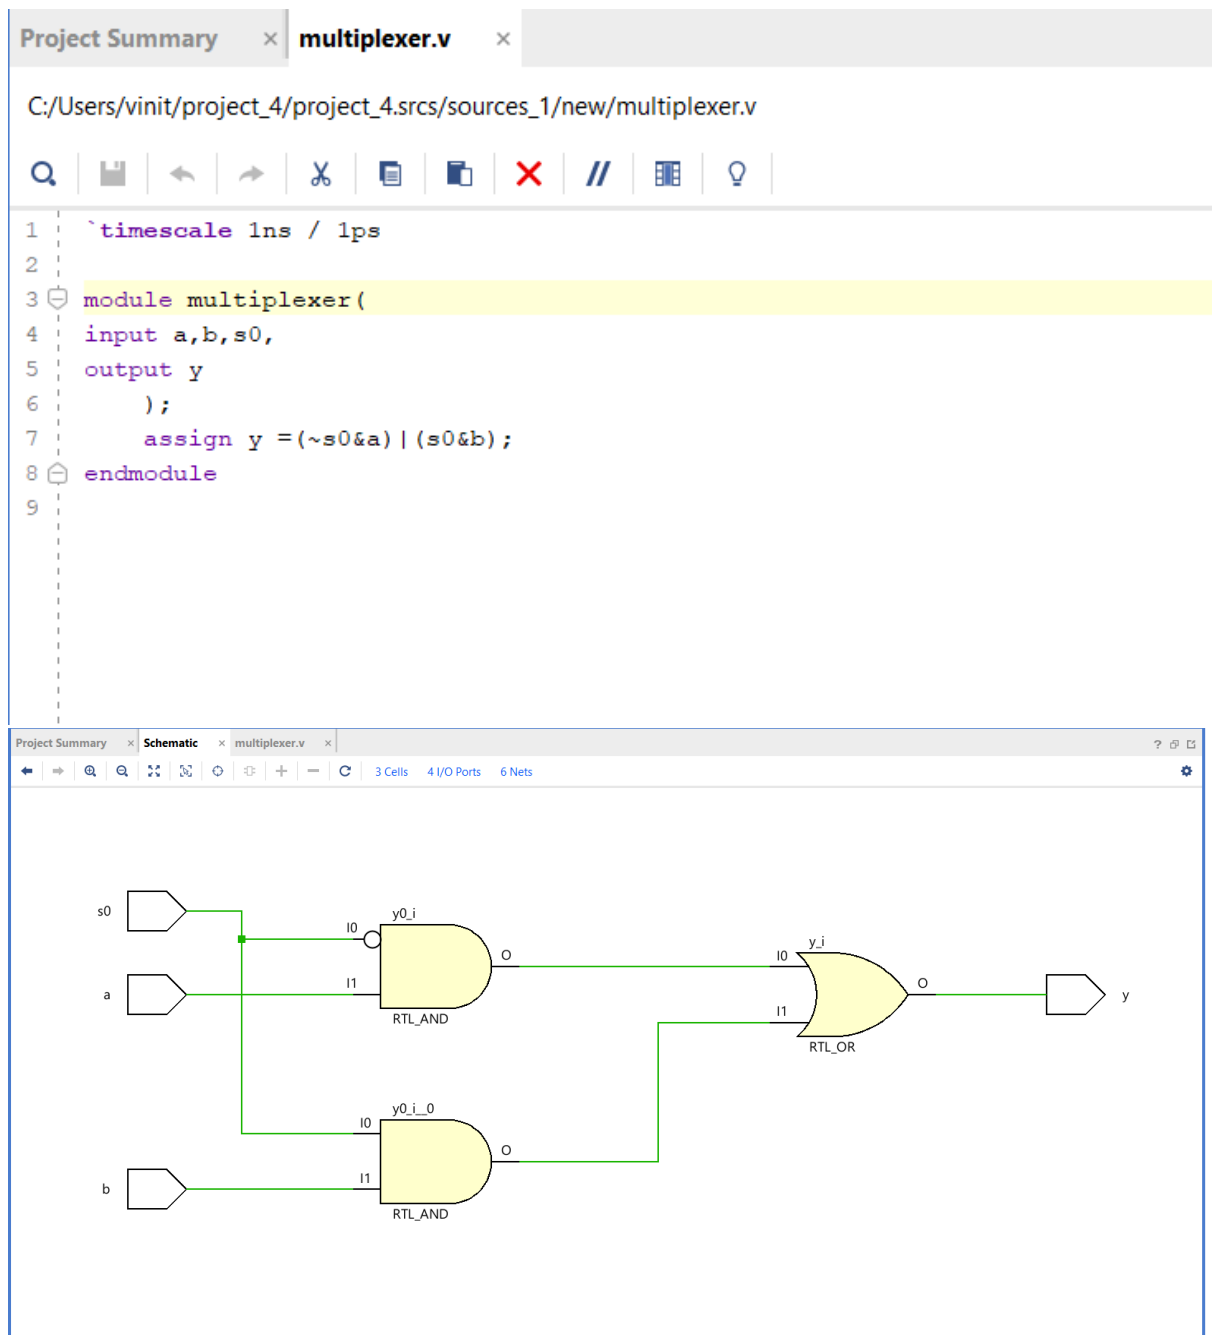 Project Summary × multiplexer.v ×
C:/Users/vinit/project_4/project_4.srcs/sources_1/new/multiplexer.v
1 `timescale 1ns / 1ps
2
3 module multiplexer(
4 input a,b,s0,
5 output y
6 );
7 assign y =(~s0&a)|(s0&b);
8 endmodule
9
Project Summary × Schematic × multiplexer.v ×
3 Cells 4 I/O Ports 6 Nets
s0
a
b
y0_i
I0
I1
O
RTL_AND
y0_i__0
I0
I1
O
RTL_AND
y_i
I0
I1
O
RTL_OR
y